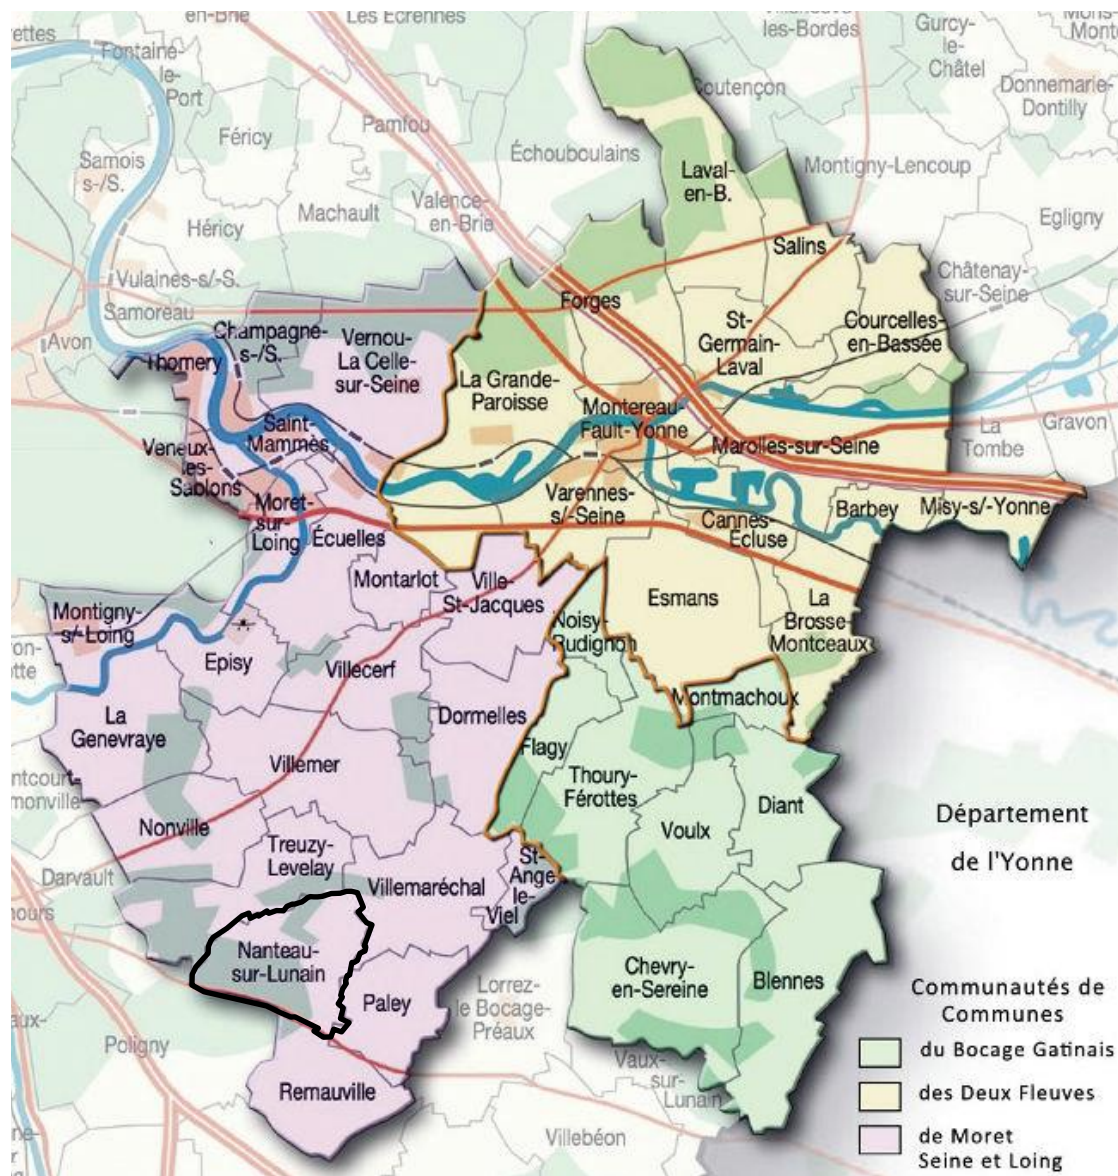 ettes
en-Brie
Les Ecrennes
les-Bordes
Gurcy-
le-
Châtel
Fontaine-
le-
Port
Coutençon
Donnemarie-
Dontilly
Féricy
Pamfou
Échouboulains
Samois
s-/S.
Laval-
en-B.
Montigny-Lencoup
Machault
Valence-
en-Brie
Héricy
Egligny
Salins
Vulaines-s/-S.
Châtenay-
sur-Seine
Samoreau
Forges
Avon
Champagne-
s-/S.
Vernou-
La Celle-
sur-Seine
St-
Germain-
Laval
Courcelles-
en-Bassée
Thomery
La Grande-
Paroisse
Montereau-
Fault-Yonne
La
Tombe
Gravon
Saint-
Mammès
Marolles-sur-Seine
Veneux-
les-
Sablons
Varennes-
s/-Seine
Moret-
sur-
Loing
Barbey
Misy-s/-Yonne
Cannes-
Ecluse
Écuelles
Montarlot
Ville-
St-Jacques
Esmans
La
Brosse-
Montceaux
Montigny-
s/-Loing
Noisy-
Rudignon
Episy
Villecerf
Montmachoux
La
Genevraye
Dormelles
Flagy
Villemer
Thoury-
Férottes
Diant
Département
de l'Yonne
Nonville
Voulx
Treuzy-
Levelay
St-
Ange-
le-
Viel
Darvault
Villemaréchal
Nanteau-
sur-Lunain
Chevry-
en-Sereine
Blennes
Paley
Lorrez-
le Bocage-
Préaux
Poligny
Communautés de
Communes
du Bocage Gatinais
Vaux-
sur-
Lunain
Remauville
des Deux Fleuves
Villebéon
de Moret
Seine et Loing